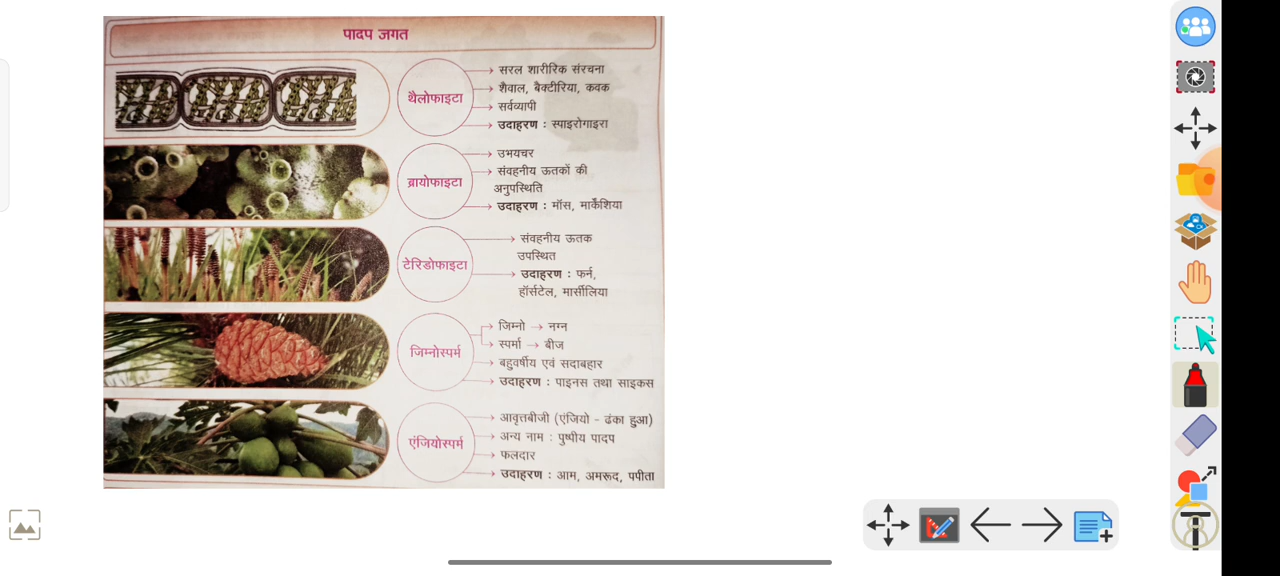 पादप जगत
थैलोफाइटा
सरल शारीरिक संरचना
शैवाल, बैक्टीरिया, कवक
सर्वव्यापी
उदाहरण : स्पाइरोगाइरा
ब्रायोफाइटा
उभयचर
संवहनीय ऊतकों की
अनुपस्थिति
उदाहरण : मॉस, मार्केंशिया
टेरिडोफाइटा
संवहनीय ऊतक
उपस्थित
उदाहरण : फर्न,
हॉर्सटेल, मार्सीलिया
जिम्नोस्पर्म
जिम्नो → नग्न
स्पर्मा → बीज
बहुवर्षीय एवं सदाबहार
उदाहरण : पाइनस तथा साइकस
एंजियोस्पर्म
आवृत्तबीजी (एंजियो - ढंका हुआ)
अन्य नाम : पुष्पीय पादप
फलदार
उदाहरण : आम, अमरूद, पपीता